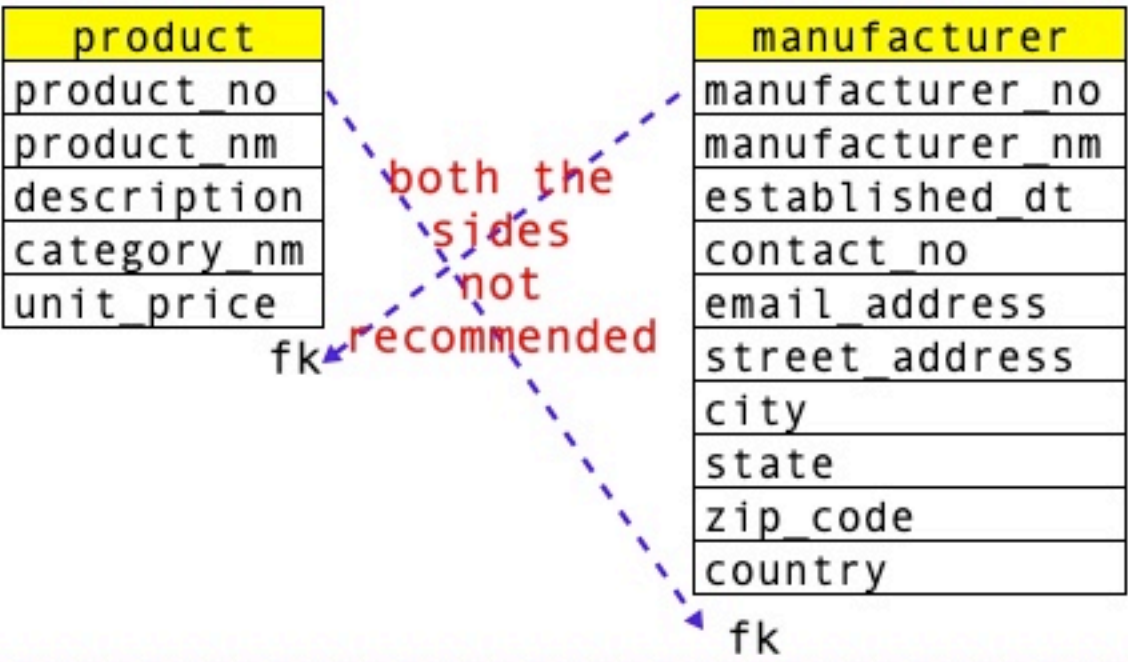 product
product_no
product_nm
description
category_nm
unit_price
fk
both the
sides
not
recommended
manufacturer
manufacturer_no
manufacturer_nm
established_dt
contact_no
email_address
street_address
city
state
zip_code
country
fk